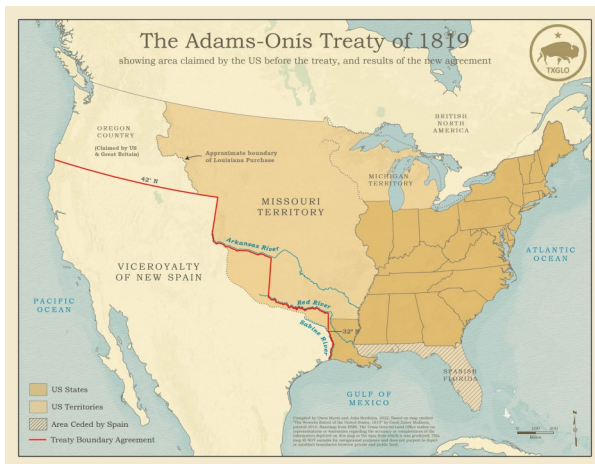 The Adams-Onís Treaty of 1819
showing area claimed by the US before the treaty, and results of the new agreement
TXGLO
OREGON
COUNTRY
(Claimed by US
& Great Britain)
BRITISH
NORTH
AMERICA
Approximate boundary
of Louisiana Purchase
MICHIGAN
TERRITORY
42° N
MISSOURI
TERRITORY
Arkansas River
ATLANTIC
OCEAN
VICEROYALTY
OF NEW SPAIN
PACIFIC
OCEAN
Red River
32° N
Sabine River
SPANISH
FLORIDA
GULF OF
MEXICO
US States
US Territories
Area Ceded by Spain
Treaty Boundary Agreement
Miles
N